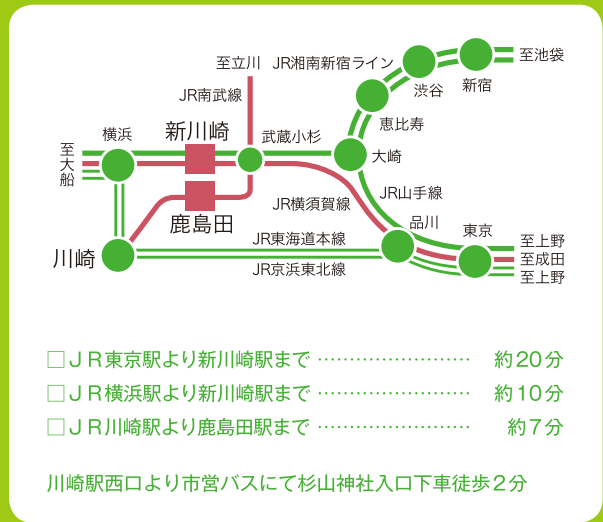 至立川
JR湘南新宿ライン
至池袋
JR南武線
渋谷
新宿
横浜
新川崎
武蔵小杉
恵比寿
至大船
大崎
鹿島田
JR横須賀線
JR山手線
品川
東京
川崎
JR東海道本線
JR京浜東北線
至上野
至成田
至上野
□ＪＲ東京駅より新川崎駅まで ························ 約20分
□ＪＲ横浜駅より新川崎駅まで ························ 約10分
□ＪＲ川崎駅より鹿島田駅まで ························ 約７分
川崎駅西口より市営バスにて杉山神社入口下車徒歩２分